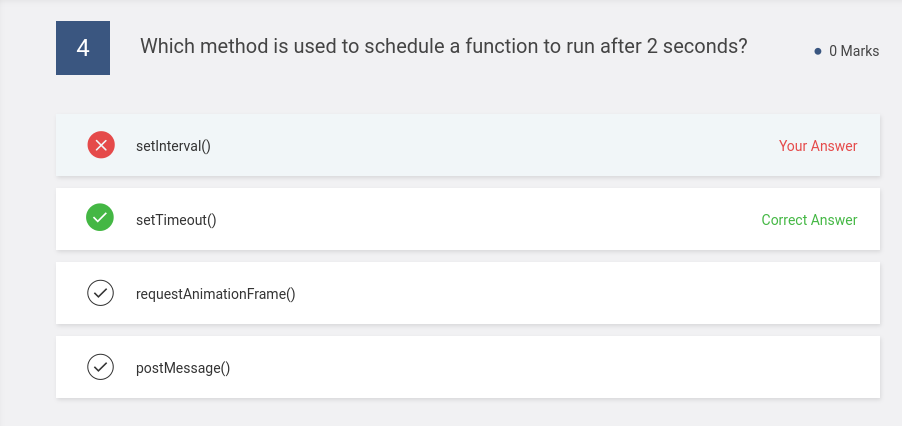 4
Which method is used to schedule a function to run after 2 seconds?
0 Marks
setInterval()
Your Answer
setTimeout()
Correct Answer
requestAnimationFrame()
postMessage()